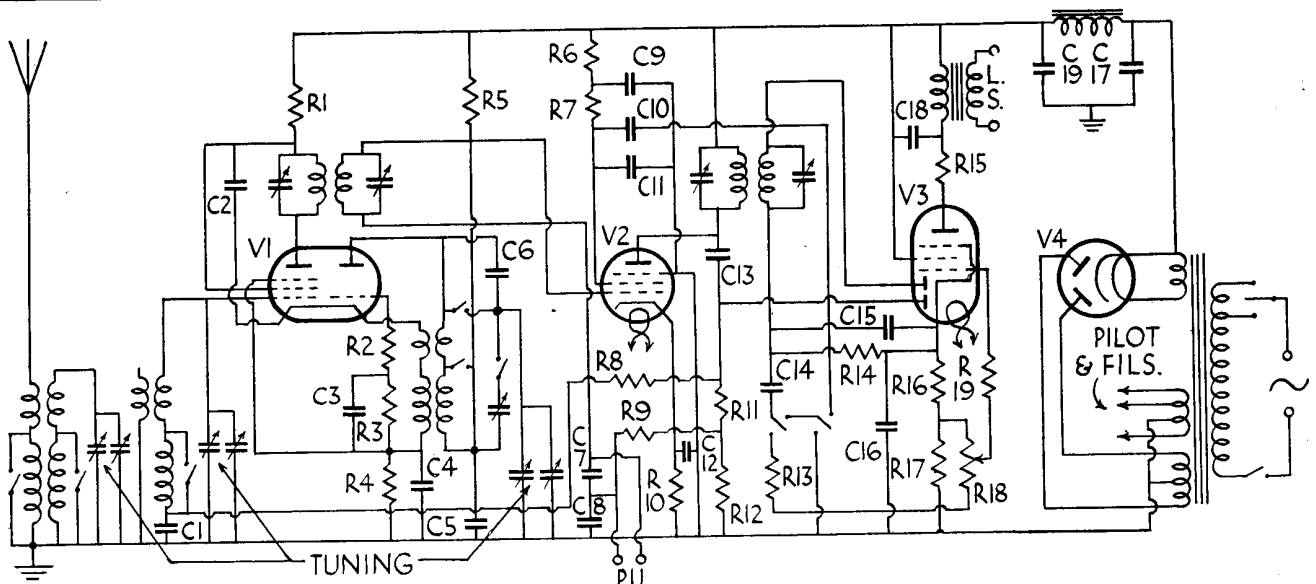 R1
C2
V1
R5
C6
R6
R7
C9
C10
C11
V2
C13
C18
L.
S.
R15
V3
C
19
C
17
V4
PILOT
& FILS.
R2
C3
R3
R4
C4
C5
C1
TUNING
R8
R9
C
7
C
8
R
10
C
12
R11
R12
P.U.
C14
C15
R14
R13
C16
R16
R17
R
19
R18